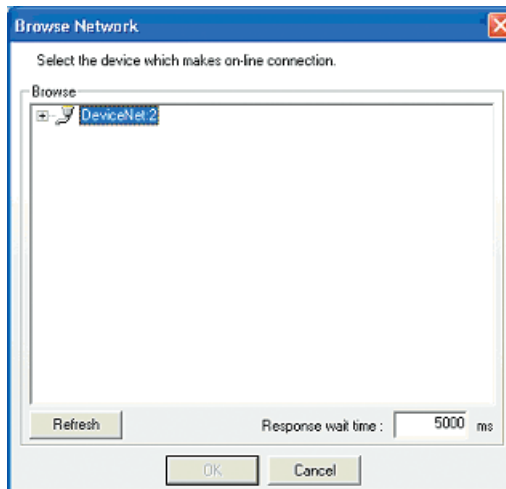 Browse Network
Select the device which makes on-line connection.
Browse
DeviceNet:2
Refresh
Response wait time :
5000 ms
OK
Cancel